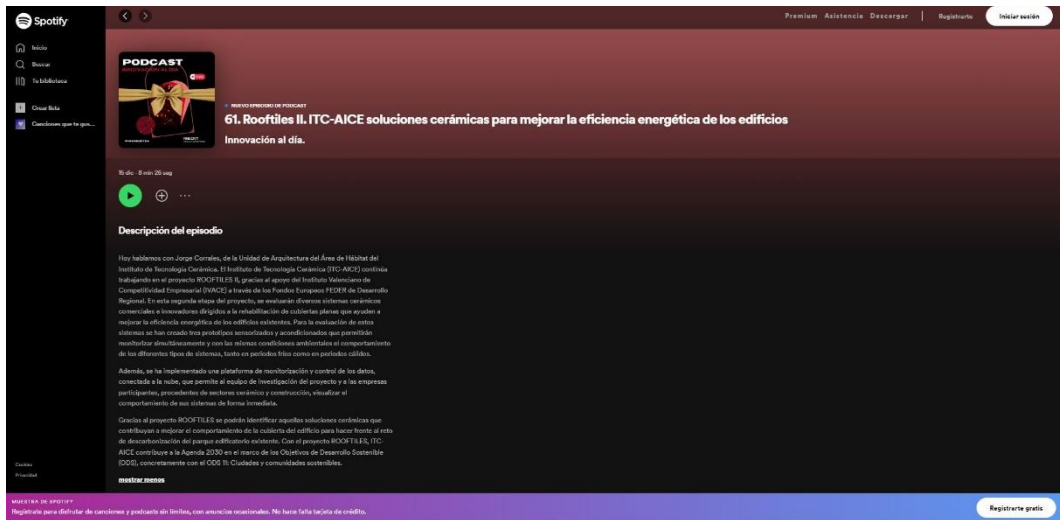 Spotify
Inicio
Buscar
Tu biblioteca
Crear lista
Canciones que te gus...
Cookies
Privacidad
Premium Asistencia Descargar
Registrarte
Iniciar sesión
PODCAST
INNOVACIÓN AL DÍA
NUEVO EPISODIO DE PODCAST
61. Rooftiles II. ITC-AICE soluciones cerámicas para mejorar la eficiencia energética de los edificios
Innovación al día.
15 dic · 8 min 26 seg
Descripción del episodio
Hoy hablamos con Jorge Corrales, de la Unidad de Arquitectura del Área de Hábitat del
Instituto de Tecnología Cerámica. El Instituto de Tecnología Cerámica (ITC-AICE) continúa
trabajando en el proyecto ROOFTILES II, gracias al apoyo del Instituto Valenciano de
Competitividad Empresarial (IVACE) a través de los Fondos Europeos FEDER de Desarrollo
Regional. En esta segunda etapa del proyecto, se evaluarán diversos sistemas cerámicos
comerciales e innovadores dirigidos a la rehabilitación de cubiertas planas que ayuden a
mejorar la eficiencia energética de los edificios existentes. Para la evaluación de estos
sistemas se han creado tres prototipos sensorizados y acondicionados que permitirán
monitorizar simultáneamente y con las mismas condiciones ambientales el comportamiento
de los diferentes tipos de sistemas, tanto en periodos fríos como en periodos cálidos.
Además, se ha implementado una plataforma de monitorización y control de los datos,
conectada a la nube, que permite al equipo de investigación del proyecto y a las empresas
participantes, procedentes de sectores cerámico y construcción, visualizar el
comportamiento de sus sistemas de forma inmediata.
Gracias al proyecto ROOFTILES se podrán identificar aquellas soluciones cerámicas que
contribuyan a mejorar el comportamiento de la cubierta del edificio para hacer frente al reto
de descarbonización del parque edificatorio existente. Con el proyecto ROOFTILES, ITC-
AICE contribuye a la Agenda 2030 en el marco de los Objetivos de Desarrollo Sostenible
(ODS), concretamente con el ODS 11: Ciudades y comunidades sostenibles.
mostrar menos
MUESTRA DE SPOTIFY
Regístrate para disfrutar de canciones y podcasts sin límites, con anuncios ocasionales. No hace falta tarjeta de crédito.
Registrarte gratis